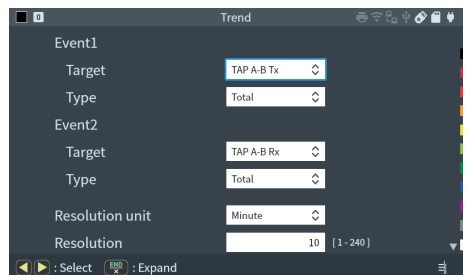 0 Trend
Event1
Target TAP A-B Tx
Type Total
Event2
Target TAP A-B Rx
Type Total
Resolution unit Minute
Resolution 10 [ 1 - 240 ]
: Select END × : Expand